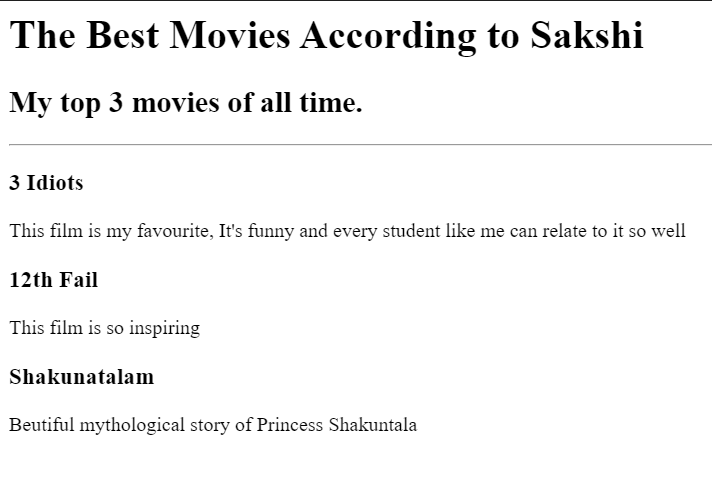 The Best Movies According to Sakshi
My top 3 movies of all time.
3 Idiots
This film is my favourite, It's funny and every student like me can relate to it so well
12th Fail
This film is so inspiring
Shakunatalam
Beutiful mythological story of Princess Shakuntala